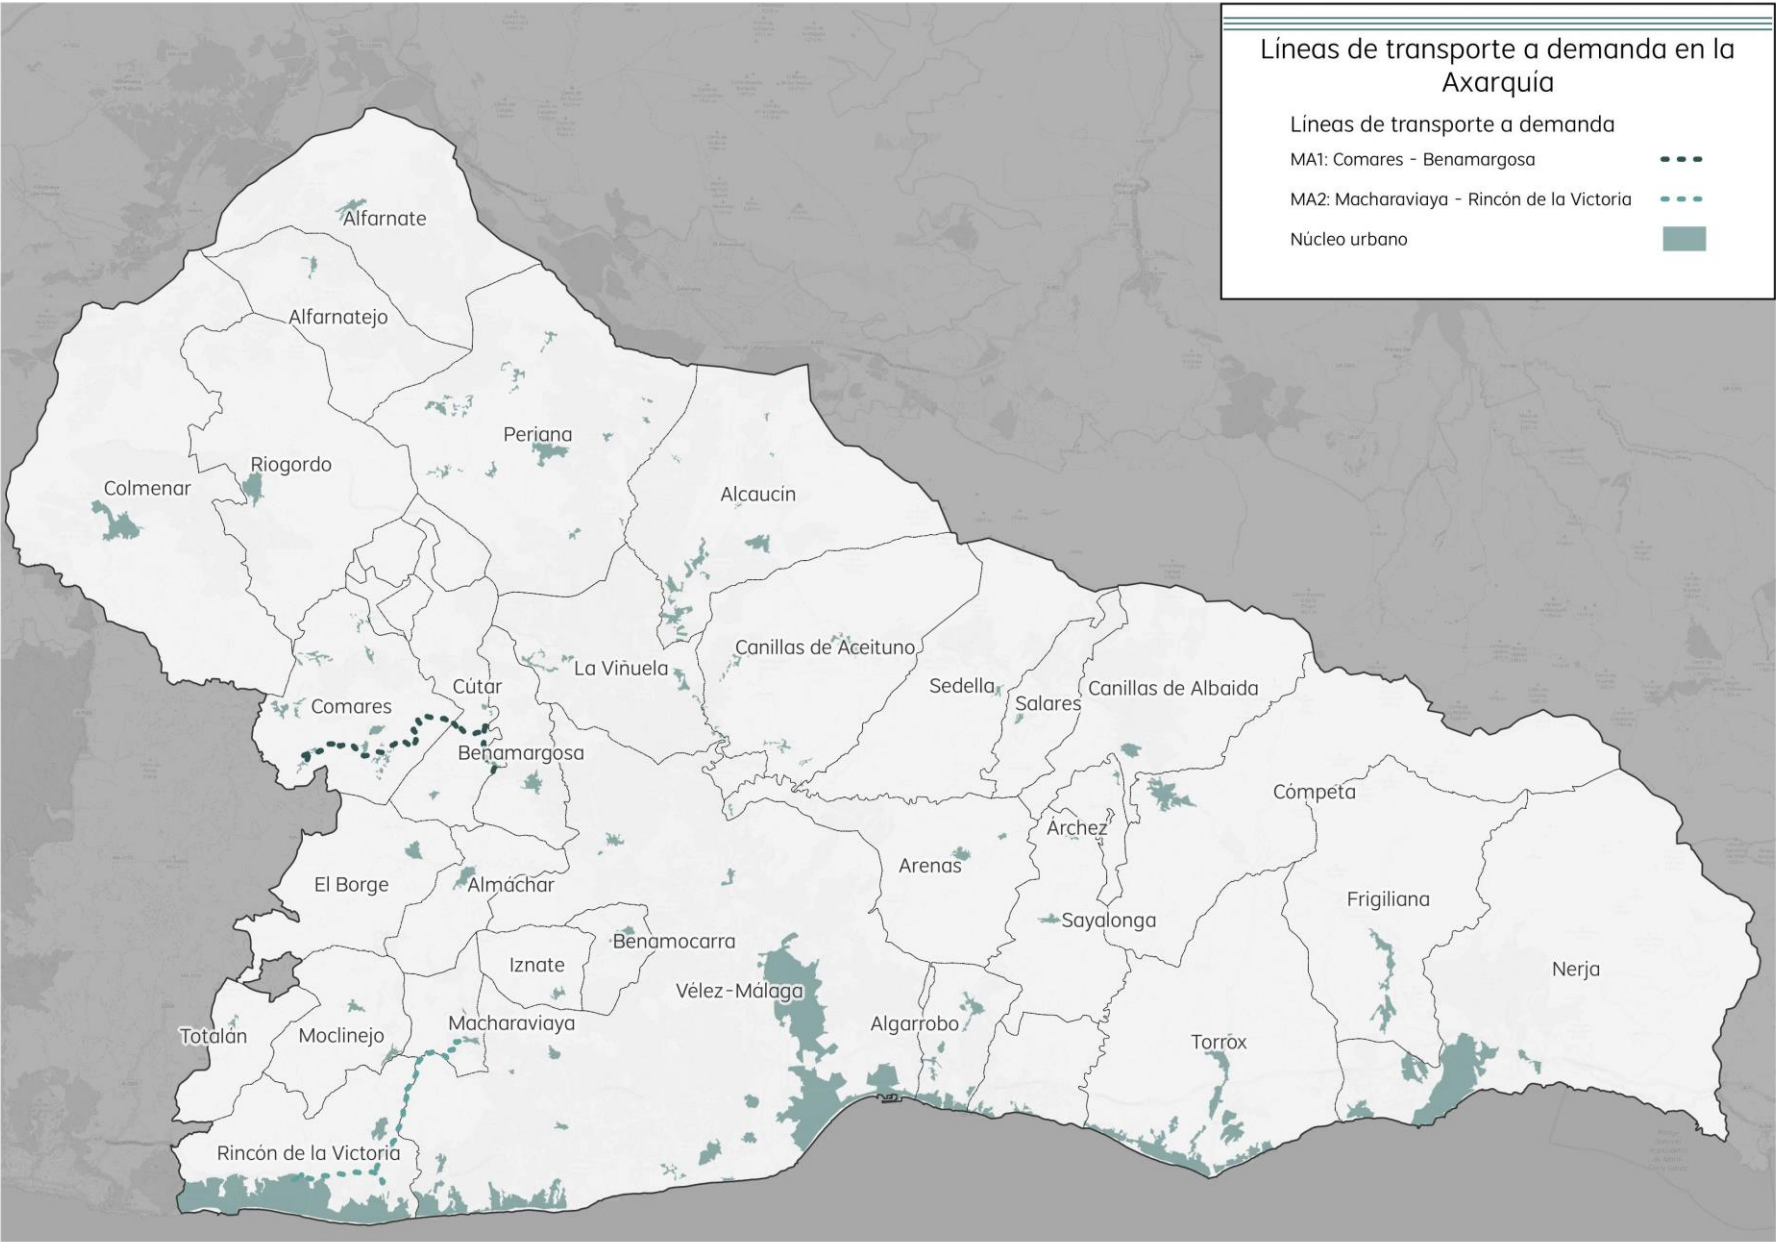 Líneas de transporte a demanda en la
Axarquía
Líneas de transporte a demanda
MA1: Comares - Benamargosa
MA2: Macharaviaya - Rincón de la Victoria
Núcleo urbano
Alfarnate
Alfarnatejo
Periana
Riogordo
Colmenar
Alcaucín
Canillas de Aceituno
La Viñuela
Sedella
Salares
Canillas de Albaida
Cútar
Comares
Benamargosa
Cómpeta
Árchez
Arenas
El Borge
Almáchar
Frigiliana
Sayalonga
Benamocarra
Iznate
Nerja
Vélez-Málaga
Macharaviaya
Algarrobo
Totalán
Moclinejo
Torrox
Rincón de la Victoria